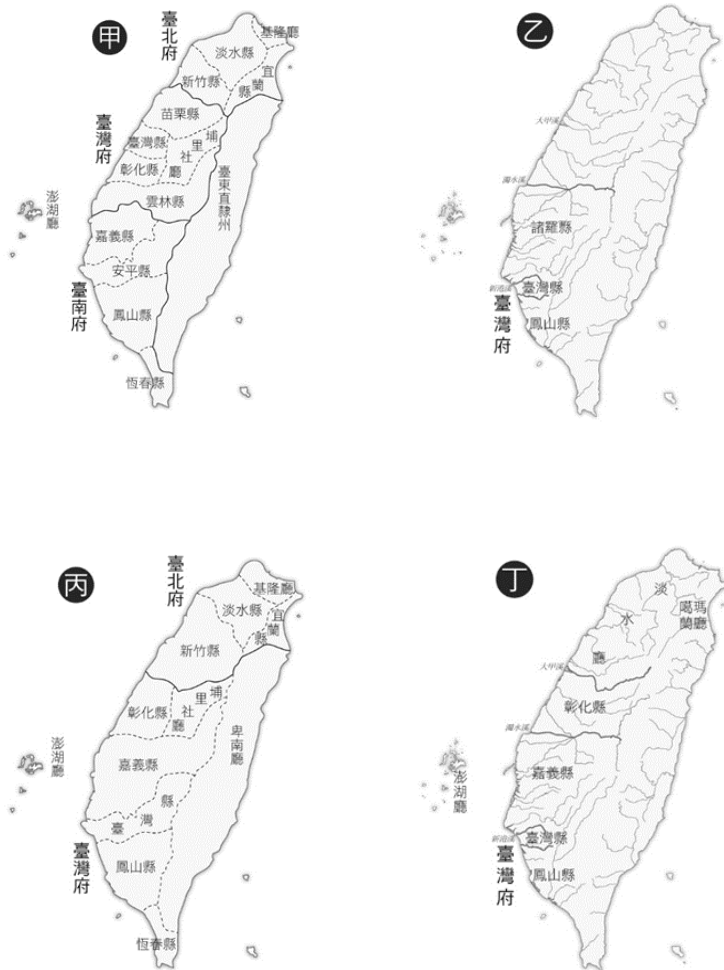 甲
臺北府
基隆廳
淡水縣
宜蘭縣
新竹縣
苗栗縣
臺灣府
臺灣縣
埔里社廳
彰化縣
雲林縣
臺東直隸州
澎湖廳
嘉義縣
安平縣
臺南府
鳳山縣
恆春縣
乙
大甲溪
濁水溪
諸羅縣
新港溪
臺灣縣
臺灣府
鳳山縣
丙
臺北府
基隆廳
淡水縣
宜蘭縣
新竹縣
埔里社廳
彰化縣
卑南廳
澎湖廳
嘉義縣
臺灣縣
臺灣府
鳳山縣
恆春縣
丁
淡水廳
噶瑪蘭廳
大甲溪
彰化縣
濁水溪
嘉義縣
澎湖廳
新港溪
臺灣縣
臺灣府
鳳山縣